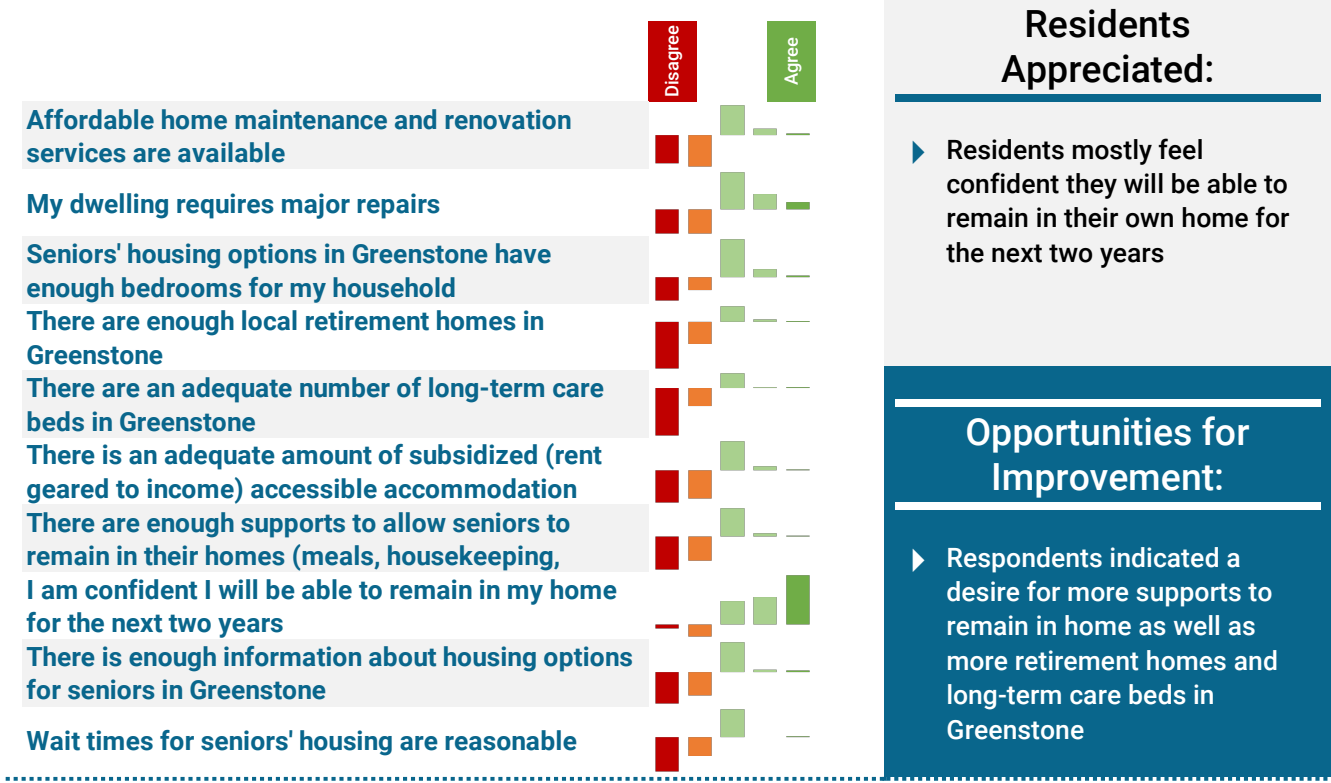 Disagree
Agree
Affordable home maintenance and renovation
services are available
My dwelling requires major repairs
Seniors' housing options in Greenstone have
enough bedrooms for my household
There are enough local retirement homes in
Greenstone
There are an adequate number of long-term care
beds in Greenstone
There is an adequate amount of subsidized (rent
geared to income) accessible accommodation
There are enough supports to allow seniors to
remain in their homes (meals, housekeeping,
I am confident I will be able to remain in my home
for the next two years
There is enough information about housing options
for seniors in Greenstone
Wait times for seniors' housing are reasonable
Residents
Appreciated:
Residents mostly feel
confident they will be able to
remain in their own home for
the next two years
Opportunities for
Improvement:
Respondents indicated a
desire for more supports to
remain in home as well as
more retirement homes and
long-term care beds in
Greenstone